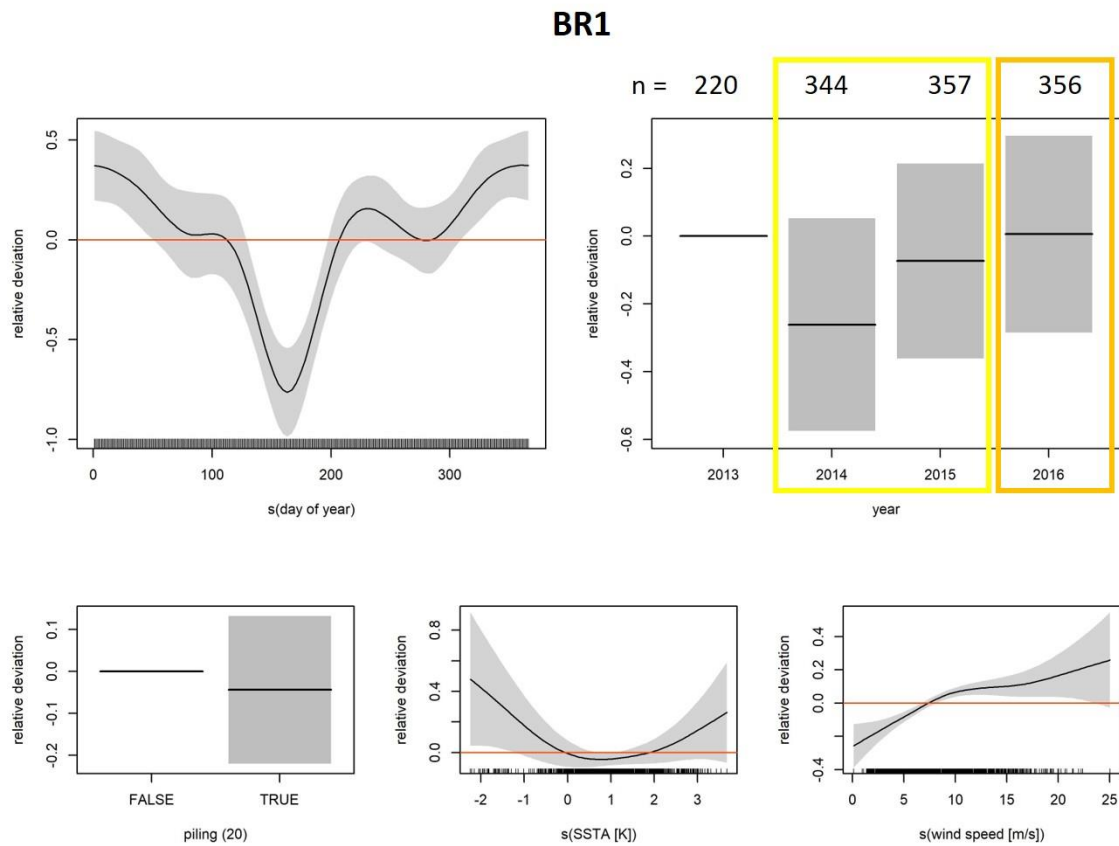 BR1
n = 220 344 357 356
relative deviation
0.5
0.0
-0.5
-1.0
0 100 200 300
s(day of year)
relative deviation
0.2
0.0
-0.2
-0.4
-0.6
2013 2014 2015 2016
year
relative deviation
0.1
0.0
-0.1
-0.2
FALSE TRUE
piling (20)
relative deviation
0.8
0.4
0.0
-2 -1 0 1 2 3
s(SSTA [K])
relative deviation
0.4
0.2
0.0
-0.4
0 5 10 15 20 25
s(wind speed [m/s])